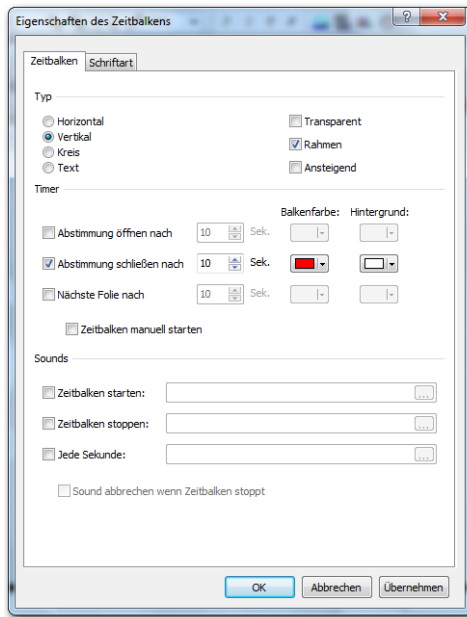 Eigenschaften des Zeitbalkens
Zeitbalken Schriftart
Typ
Horizontal Transparent
Vertikal Rahmen
Kreis
Text Ansteigend
Timer
Balkenfarbe: Hintergrund:
Abstimmung öffnen nach 10 Sek.
Abstimmung schließen nach 10 Sek.
Nächste Folie nach 10 Sek.
Zeitbalken manuell starten
Sounds
Zeitbalken starten: ...
Zeitbalken stoppen: ...
Jede Sekunde: ...
Sound abbrechen wenn Zeitbalken stoppt
OK Abbrechen Übernehmen